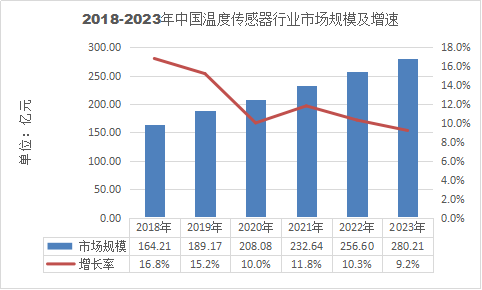 2018-2023年中国温度传感器行业市场规模及增速
单位：亿元
300.00 18.0%
250.00 16.0%
200.00 14.0%
150.00 12.0%
100.00 10.0%
50.00 8.0%
0.00 6.0%
4.0%
2.0%
0.0%
2018年 2019年 2020年 2021年 2022年 2023年
市场规模 164.21 189.17 208.08 232.64 256.60 280.21
增长率 16.8% 15.2% 10.0% 11.8% 10.3% 9.2%